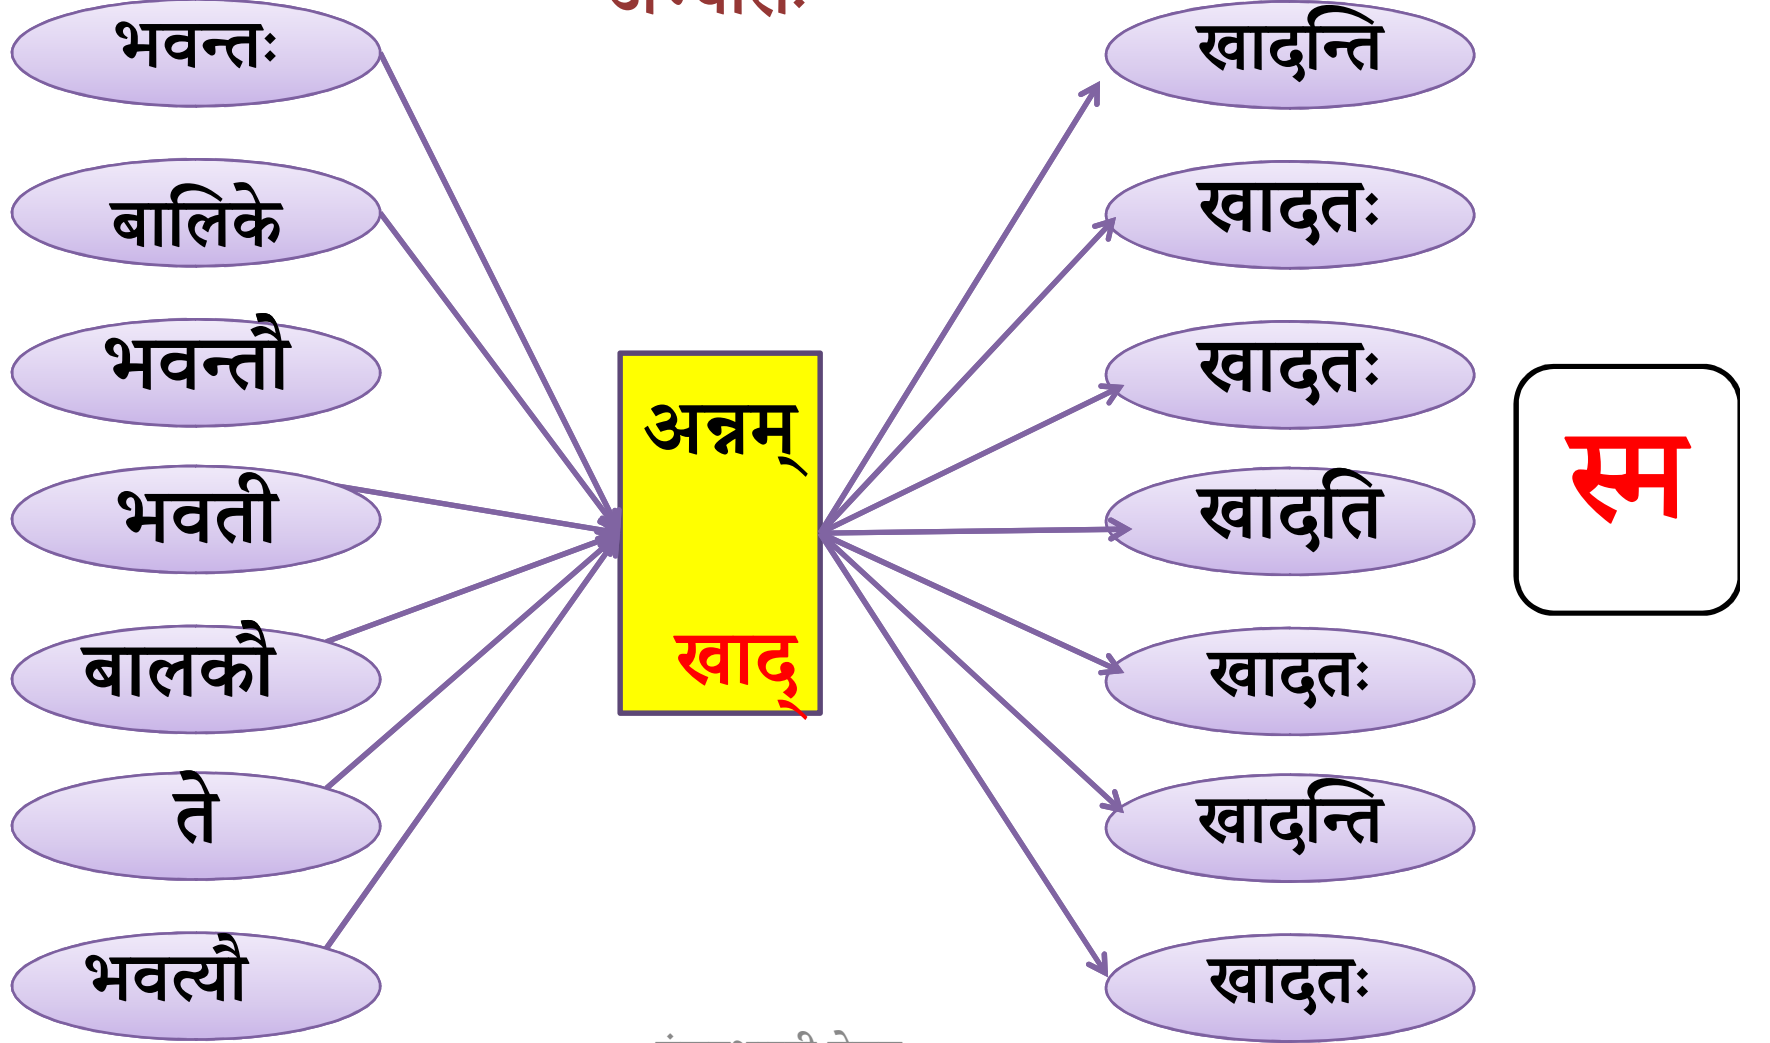 भवन्तः
खादन्ति
बालिके
खादतः
भवन्तौ
खादतः
अन्नम्
भवती
खादति
स्म
बालकौ
खाद्
खादतः
ते
खादन्ति
भवत्यौ
खादतः